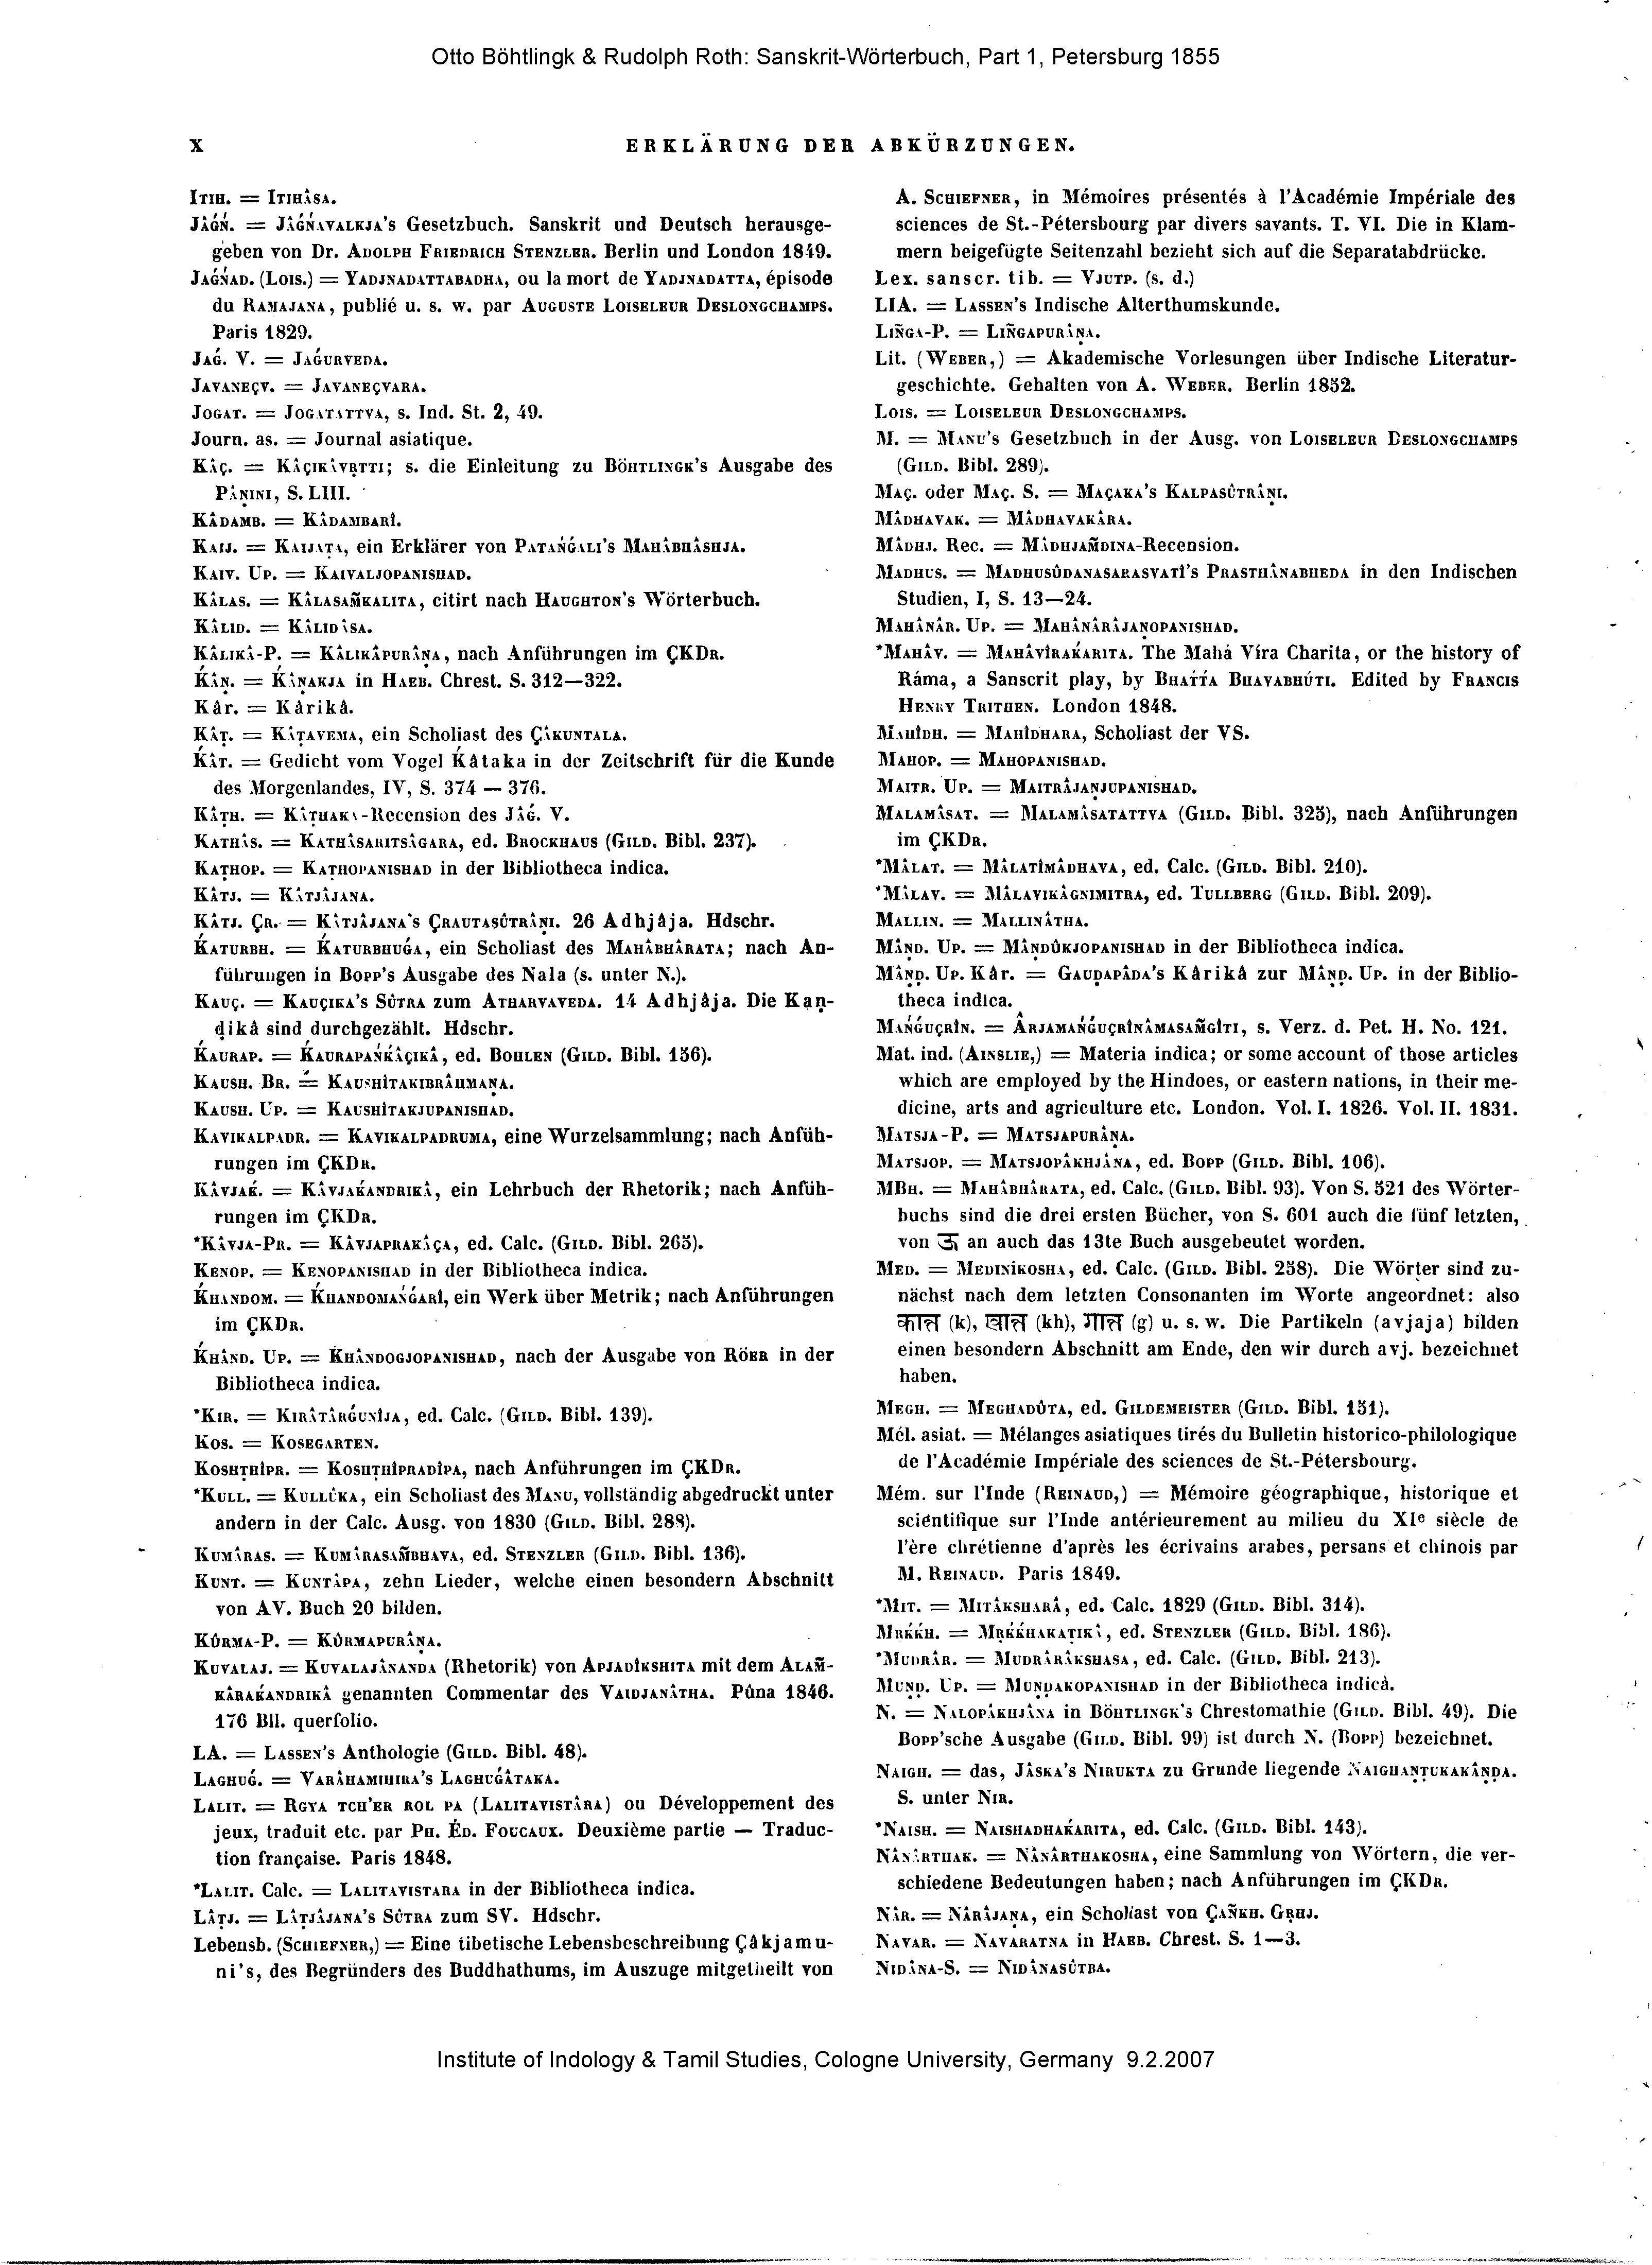 Otto Böhtlingk & Rudolph Roth: Sanskrit-Wörterbuch, Part 1, Petersburg 1855
X ERKLÄRUNG DER ABKÜRZUNGEN.
ITIH. = ITIHÂSA.
JÂǴŃ. = JÂǴŃAVALKJA's Gesetzbuch. Sanskrit und Deutsch herausge-
geben von Dr. ADOLPH FRIEDRICH STENZLER. Berlin und London 1849.
JAǴŃAD. (LOIS.) = YADJNADATTABADHA, ou la mort de YADJNADATTA, épisode
du RAMAJANA, publié u. s. w. par AUGUSTE LOISELEUR DESLONGCHAMPS.
Paris 1829.
JAǴ. V. = JAǴURVEDA.
JAVANEÇV. = JAVANEÇVARA.
JOGAT. = JOGATATTVA, s. Ind. St. 2, 49.
Journ. as. = Journal asiatique.
KÂÇ. = KÂÇIKÂVṚTTI; s. die Einleitung zu BÖHTLINGK's Ausgabe des
PÂṆINI, S. LIII.
KÂDAMB. = KÂDAMBARÎ.
KAIJ. = KAIJAṬA, ein Erklärer von PATAŃǴALI's MAHÂBHÂSHJA.
KAIV. UP. = KAIVALJOPANISHAD.
KÂLAS. = KÂLASAM̃KALITA, citirt nach HAUGHTON's Wörterbuch.
KÂLID. = KÂLIDÂSA.
KÂLIKÂ-P. = KÂLIKÂPURÂṆA, nach Anführungen im ÇKDR.
ḰÂṆ. = ḰÂṆAKJA in HAEB. Chrest. S. 312—322.
Kâr. = Kârikâ.
KÂṬ. = KÂṬAVEMA, ein Scholiast des ÇÂKUNTALA.
ḰÂT. = Gedicht vom Vogel Ḱâtaka in der Zeitschrift für die Kunde
des Morgenlandes, IV, S. 374 — 376.
KÂṬH. = KÂṬHAKA-Recension des JAǴ. V.
KATHÂS. = KATHÂSARITSÂGARA, ed. BROCKHAUS (GILD. Bibl. 237).
KAṬHOP. = KAṬHOPANISHAD in der Bibliotheca indica.
KÂTJ. = KÂTJÂJANA.
KÂTJ. ÇR. = KÂTJÂJANA's ÇRAUTASÛTRÂṆI. 26 Adhjâja. Hdschr.
ḰATURBH. = ḰATURBHUǴA, ein Scholiast des MAHÂBHÂRATA; nach An-
führungen in BOPP's Ausgabe des Nala (s. unter N.).
KAUÇ. = KAUÇIKA's SÛTRA zum ATHARVAVEDA. 14 Adhjâja. Die Kaṇ-
ḍikâ sind durchgezählt. Hdschr.
ḰAURAP. = ḰAURAPAŃḰÂÇIKÂ, ed. BOHLEN (GILD. Bibl. 156).
KAUSH. BR. = KAUSHÎTAKIBRÂHMAṆA.
KAUSH. UP. = KAUSHÎTAKJUPANISHAD.
KAVIKALPADR. = KAVIKALPADRUMA, eine Wurzelsammlung; nach Anfüh-
rungen im ÇKDR.
KÂVJAḰ. = KÂVJAḰANDRIKÂ, ein Lehrbuch der Rhetorik; nach Anfüh-
rungen im ÇKDR.
*KÂVJA-PR. = KÂVJAPRAKÂÇA, ed. Calc. (GILD. Bibl. 265).
KENOP. = KENOPANISHAD in der Bibliotheca indica.
ḰHANDOM. = ḰHANDOMAŃǴARÎ, ein Werk über Metrik; nach Anführungen
im ÇKDR.
ḰHÂND. UP. = ḰHÂNDOGJOPANISHAD, nach der Ausgabe von RÖER in der
Bibliotheca indica.
*KIR. = KIRÂTÂRǴUNÎJA, ed. Calc. (GILD. Bibl. 139).
KOS. = KOSEGARTEN.
KOSHṬHÎPR. = KOSHṬHÎPRADÎPA, nach Anführungen im ÇKDR.
*KULL. = KULLÛKA, ein Scholiast des MANU, vollständig abgedruckt unter
andern in der Calc. Ausg. von 1830 (GILD. Bibl. 288).
KUMÂRAS. = KUMÂRASAM̃BHAVA, ed. STENZLER (GILD. Bibl. 136).
KUNT. = KUNTÂPA, zehn Lieder, welche einen besondern Abschnitt
von AV. Buch 20 bilden.
KÛRMA-P. = KÛRMAPURÂṆA.
KUVALAJ. = KUVALAJÂNANDA (Rhetorik) von APJADÎKSHITA mit dem ALAM̃-
KÂRAḰANDRIKÂ genannten Commentar des VAIDJANÂTHA. Pûna 1846.
176 Bll. querfolio.
LA. = LASSEN's Anthologie (GILD. Bibl. 48).
LAGHUǴ. = VARÂHAMIHIRA's LAGHUǴÂTAKA.
LALIT. = RGYA TCH'ER ROL PA (LALITAVISTÂRA) ou Développement des
jeux, traduit etc. par PH. ÉD. FOUCAUX. Deuxième partie — Traduc-
tion française. Paris 1848.
*LALIT. Calc. = LALITAVISTARA in der Bibliotheca indica.
LÂṬJ. = LÂṬJÂJANA's SÛTRA zum SV. Hdschr.
Lebensb. (SCHIEFNER,) = Eine tibetische Lebensbeschreibung Çâkjamu-
ni's, des Begründers des Buddhathums, im Auszuge mitgetheilt von
A. SCHIEFNER, in Mémoires présentés à l'Académie Impériale des
sciences de St.-Pétersbourg par divers savants. T. VI. Die in Klam-
mern beigefügte Seitenzahl bezieht sich auf die Separatabdrücke.
Lex. sanscr. tib. = VJUTP. (s. d.)
LIA. = LASSEN's Indische Alterthumskunde.
LIÑGA-P. = LIÑGAPURÂṆA.
Lit. (WEBER,) = Akademische Vorlesungen über Indische Literatur-
geschichte. Gehalten von A. WEBER. Berlin 1852.
LOIS. = LOISELEUR DESLONGCHAMPS.
M. = MANU's Gesetzbuch in der Ausg. von LOISELEUR DESLONGCHAMPS
(GILD. Bibl. 289).
MAÇ. oder MAÇ. S. = MAÇAKA's KALPASÛTRÂṆI.
MÂDHAVAK. = MÂDHAVAKÂRA.
MÂDHJ. Rec. = MÂDHJAM̃DINA-Recension.
MADHUS. = MADHUSÛDANASARASVATÎ's PRASTHÂNABHEDA in den Indischen
Studien, I, S. 13—24.
MAHÂNÂR. UP. = MAHÂNÂRÂJAṆOPANISHAD.
*MAHÂV. = MAHÂVÎRAḰARITA. The Mahá Víra Charita, or the history of
Ráma, a Sanscrit play, by BHAṬṬA BHAVABHÚTI. Edited by FRANCIS
HENRY TRITHEN. London 1848.
MAHÎDH. = MAHÎDHARA, Scholiast der VS.
MAHOP. = MAHOPANISHAD.
MAITR. UP. = MAITRÂJAṆJUPANISHAD.
MALAMÂSAT. = MALAMÂSATATTVA (GILD. Bibl. 325), nach Anführungen
im ÇKDR.
*MÂLAT. = MÂLATÎMÂDHAVA, ed. Calc. (GILD. Bibl. 210).
*MÂLAV. = MÂLAVIKÂGNIMITRA, ed. TULLBERG (GILD. Bibl. 209).
MALLIN. = MALLINÂTHA.
MÂṆḌ. UP. = MÂṆḌÛKJOPANISHAD in der Bibliotheca indica.
MÂṆḌ. UP. Kâr. = GAUḌAPÂDA's Kârikâ zur MÂṆḌ. UP. in der Biblio-
theca indica.
MAŃǴUÇRÎN. = ÂRJAMAŃǴUÇRÎNÂMASAM̃GÎTI, s. Verz. d. Pet. H. No. 121.
Mat. ind. (AINSLIE,) = Materia indica; or some account of those articles
which are employed by the Hindoes, or eastern nations, in their me-
dicine, arts and agriculture etc. London. Vol. I. 1826. Vol. II. 1831.
MATSJA-P. = MATSJAPURÂṆA.
MATSJOP. = MATSJOPÂKHJÂNA, ed. BOPP (GILD. Bibl. 106).
MBH. = MAHÂBHÂRATA, ed. Calc. (GILD. Bibl. 93). Von S. 321 des Wörter-
buchs sind die drei ersten Bücher, von S. 601 auch die fünf letzten,
von उ an auch das 13te Buch ausgebeutet worden.
MED. = MEDINÎKOSHA, ed. Calc. (GILD. Bibl. 258). Die Wörter sind zu-
nächst nach dem letzten Consonanten im Worte angeordnet: also
कान्त (k), खान्त (kh), गान्त (g) u. s. w. Die Partikeln (avjaja) bilden
einen besondern Abschnitt am Ende, den wir durch avj. bezeichnet
haben.
MEGH. = MEGHADÛTA, ed. GILDEMEISTER (GILD. Bibl. 151).
Mél. asiat. = Mélanges asiatiques tirés du Bulletin historico-philologique
de l'Académie Impériale des sciences de St.-Pétersbourg.
Mém. sur l'Inde (REINAUD,) = Mémoire géographique, historique et
scientifique sur l'Inde antérieurement au milieu du XIe siècle de
l'ère chrétienne d'après les écrivains arabes, persans et chinois par
M. REINAUD. Paris 1849.
*MIT. = MITÂKSHARÂ, ed. Calc. 1829 (GILD. Bibl. 314).
MṚḰḰH. = MṚḰḰHAKAṬIKÂ, ed. STENZLER (GILD. Bibl. 186).
*MUDRÂR. = MUDRÂRÂKSHASA, ed. Calc. (GILD. Bibl. 213).
MUṆḌ. UP. = MUṆḌAKOPANISHAD in der Bibliotheca indica.
N. = NALOPÂKHJÂNA in BÖHTLINGK's Chrestomathie (GILD. Bibl. 49). Die
BOPP'sche Ausgabe (GILD. Bibl. 99) ist durch N. (BOPP) bezeichnet.
NAIGH. = das, JÂSKA's NIRUKTA zu Grunde liegende NAIGHAṆṬUKAKÂṆḌA.
S. unter NIR.
*NAISH. = NAISHADHAḰARITA, ed. Calc. (GILD. Bibl. 143).
NÂNÂRTHAK. = NÂNÂRTHAKOSHA, eine Sammlung von Wörtern, die ver-
schiedene Bedeutungen haben; nach Anführungen im ÇKDR.
NÂR. = NÂRÂJAṆA, ein Scholiast von ÇÂÑKH. GṚHJ.
NAVAR. = NAVARATNA in HAEB. Chrest. S. 1—3.
NIDÂNA-S. = NIDÂNASÛTRA.
Institute of Indology & Tamil Studies, Cologne University, Germany 9.2.2007